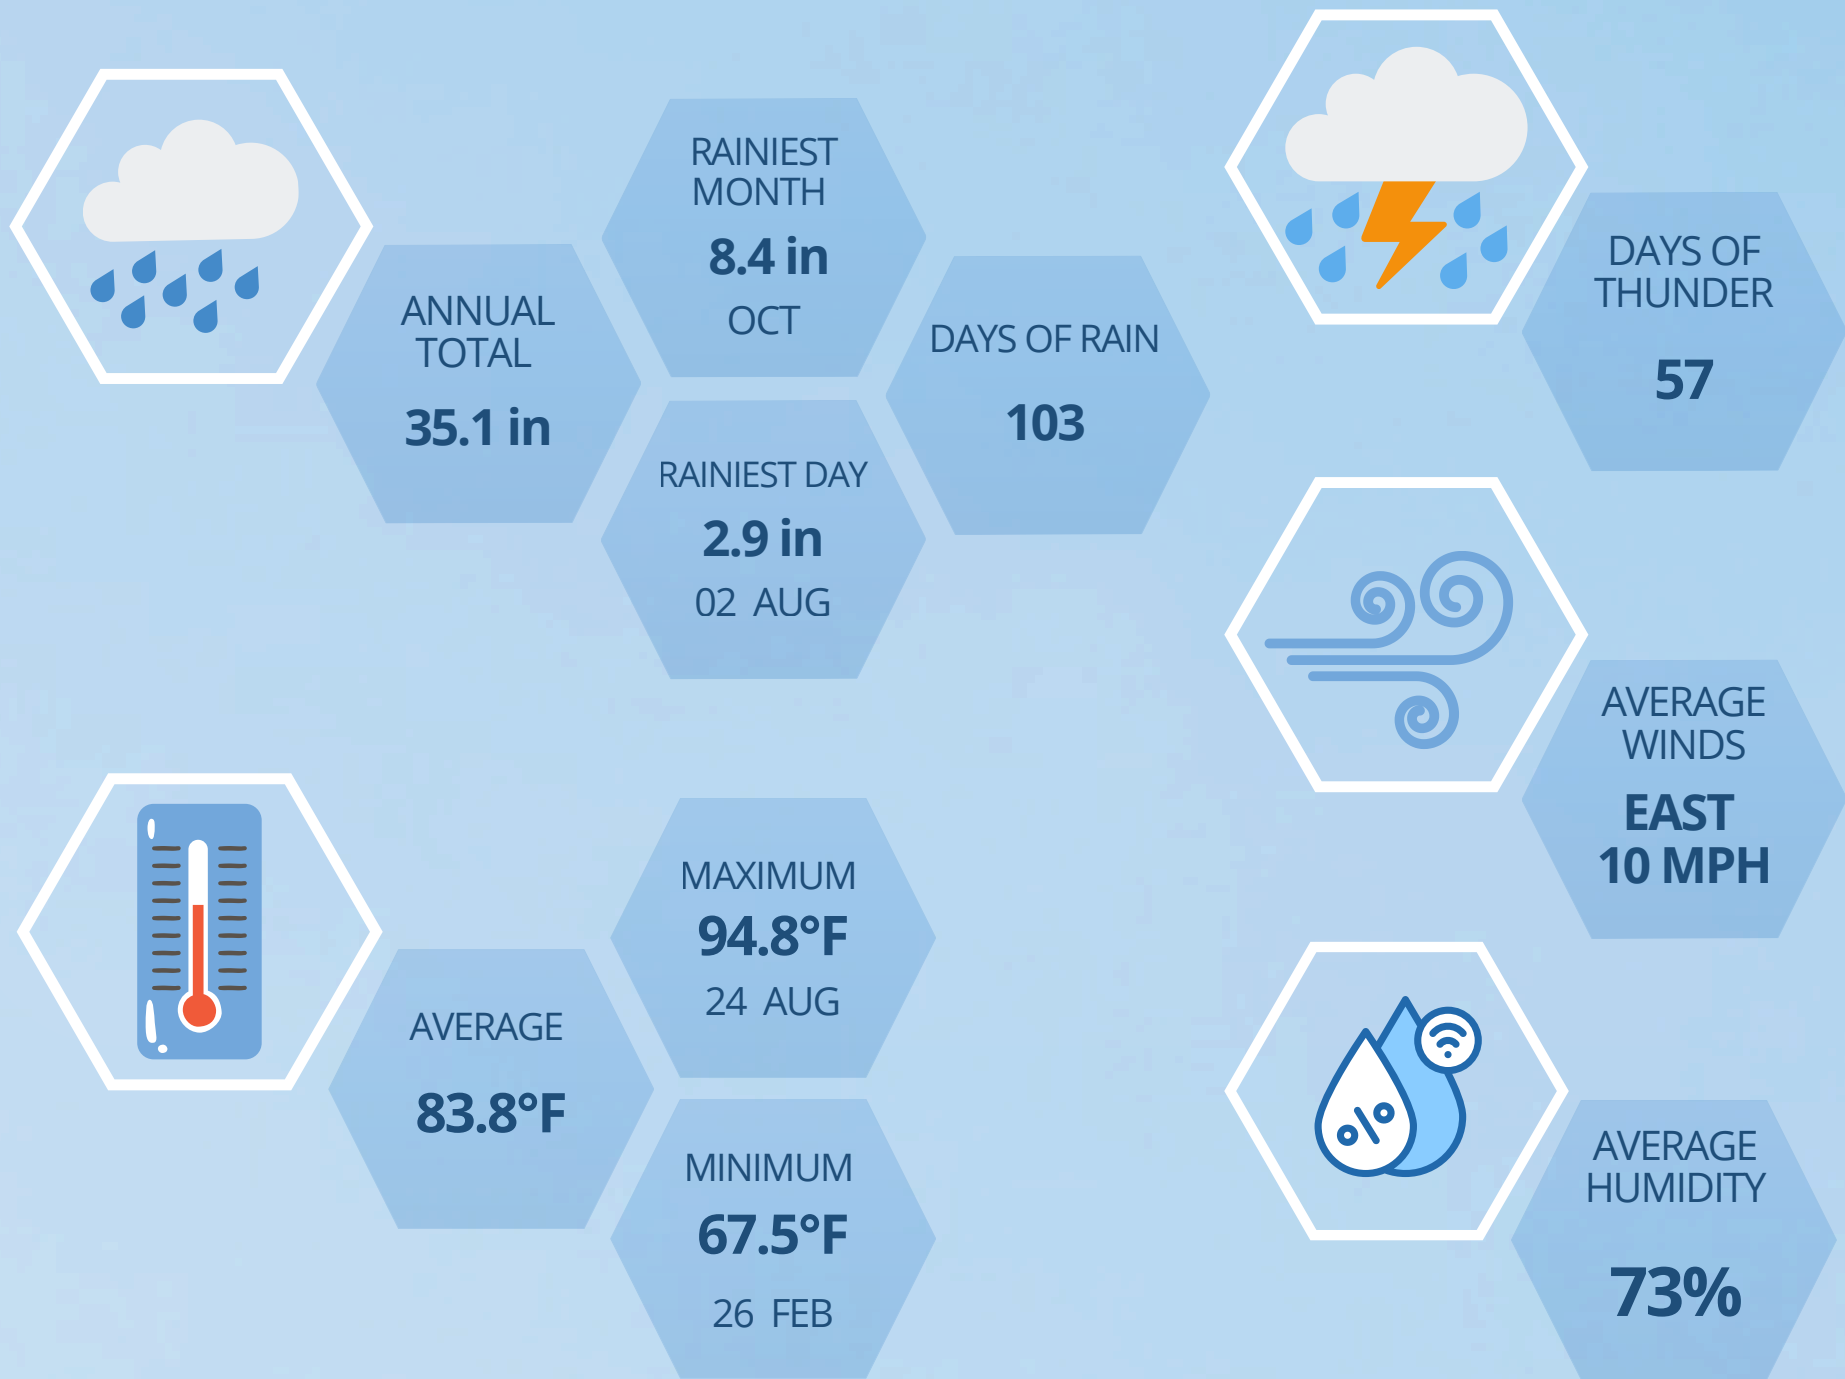 ANNUAL
TOTAL
35.1 in
RAINIEST
MONTH
8.4 in
OCT
RAINIEST DAY
2.9 in
02 AUG
DAYS OF RAIN
103
DAYS OF
THUNDER
57
AVERAGE
WINDS
EAST
10 MPH
AVERAGE
83.8°F
MAXIMUM
94.8°F
24 AUG
MINIMUM
67.5°F
26 FEB
%
AVERAGE
HUMIDITY
73%